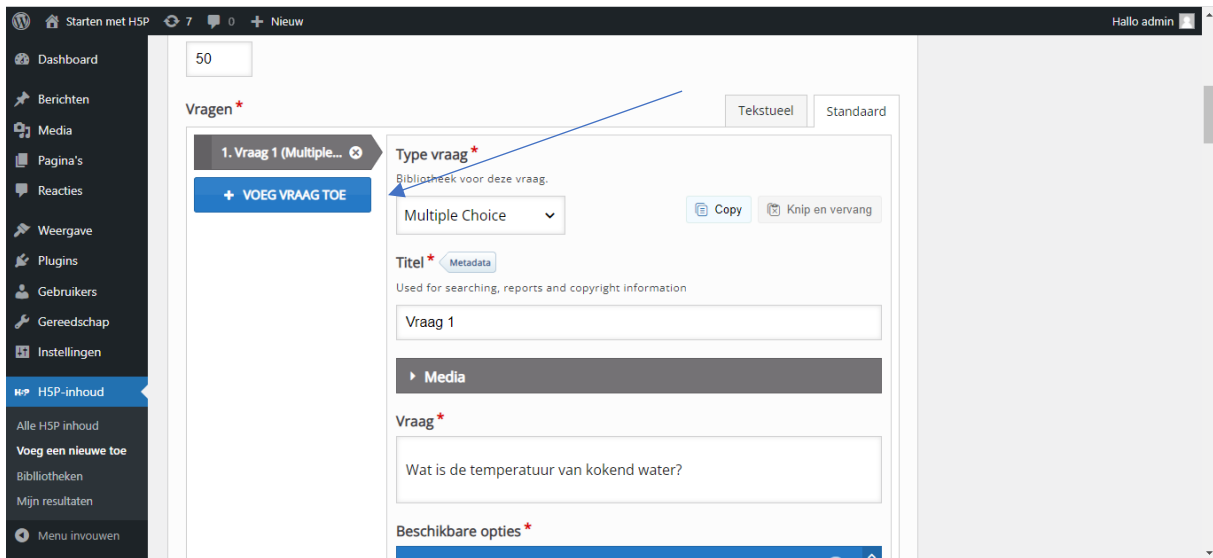 Starten met H5P 7 0 + Nieuw
Hallo admin
Dashboard
Berichten
Media
Pagina's
Reacties
Weergave
Plugins
Gebruikers
Gereedschap
Instellingen
H5P H5P-inhoud
Alle H5P inhoud
Voeg een nieuwe toe
Bibliotheken
Mijn resultaten
Menu invouwen
50
Vragen *
Tekstueel
Standaard
1. Vraag 1 (Multiple...
+ VOEG VRAAG TOE
Type vraag *
Bibliotheek voor deze vraag.
Multiple Choice
Copy
Knip en vervang
Titel * Metadata
Used for searching, reports and copyright information
Vraag 1
Media
Vraag *
Wat is de temperatuur van kokend water?
Beschikbare opties *